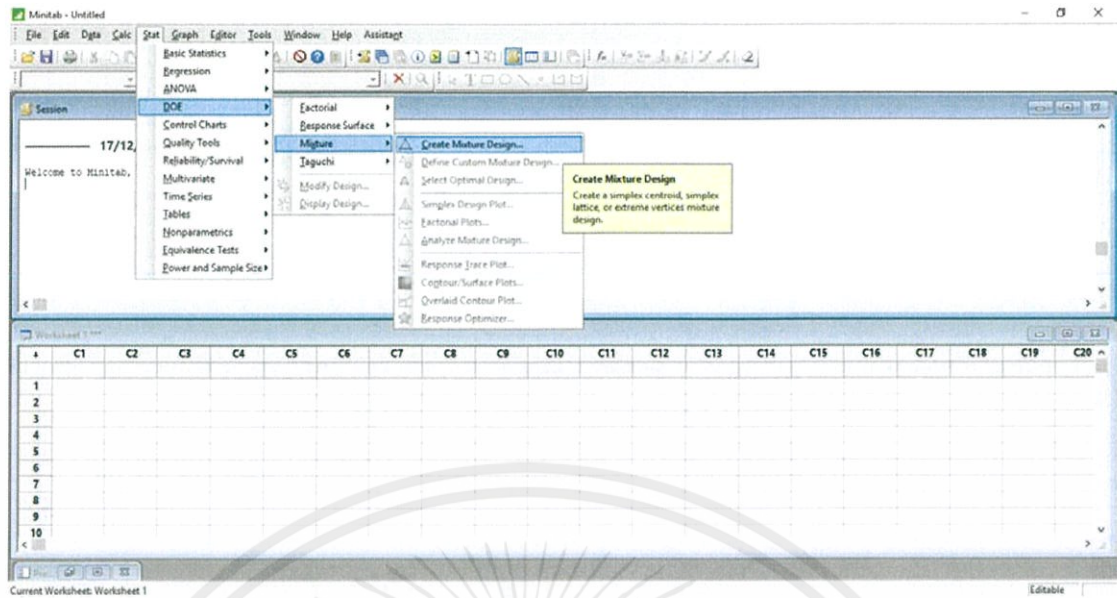 Minitab - Untitled
File Edit Data Calc Stat Graph Editor Tools Window Help Assistant
Basic Statistics
Regression
ANOVA
DOE
Control Charts
Quality Tools
Reliability/Survival
Multivariate
Time Series
Tables
Nonparametrics
Equivalence Tests
Power and Sample Size
Factorial
Response Surface
Mixture
Taguchi
Modify Design...
Display Design...
Create Mixture Design...
Define Custom Mixture Design...
Select Optimal Design...
Simplex Design Plot...
Factorial Plots...
Analyze Mixture Design...
Response Trace Plot...
Contour/Surface Plots...
Overlaid Contour Plot...
Response Optimizer...
Create Mixture Design
Create a simplex centroid, simplex
lattice, or extreme vertices mixture
design.
Session
17/12/
Welcome to Minitab,
Worksheet 1 ***
C1 C2 C3 C4 C5 C6 C7 C8 C9 C10 C11 C12 C13 C14 C15 C16 C17 C18 C19 C20
1
2
3
4
5
6
7
8
9
10
Current Worksheet: Worksheet 1
Editable